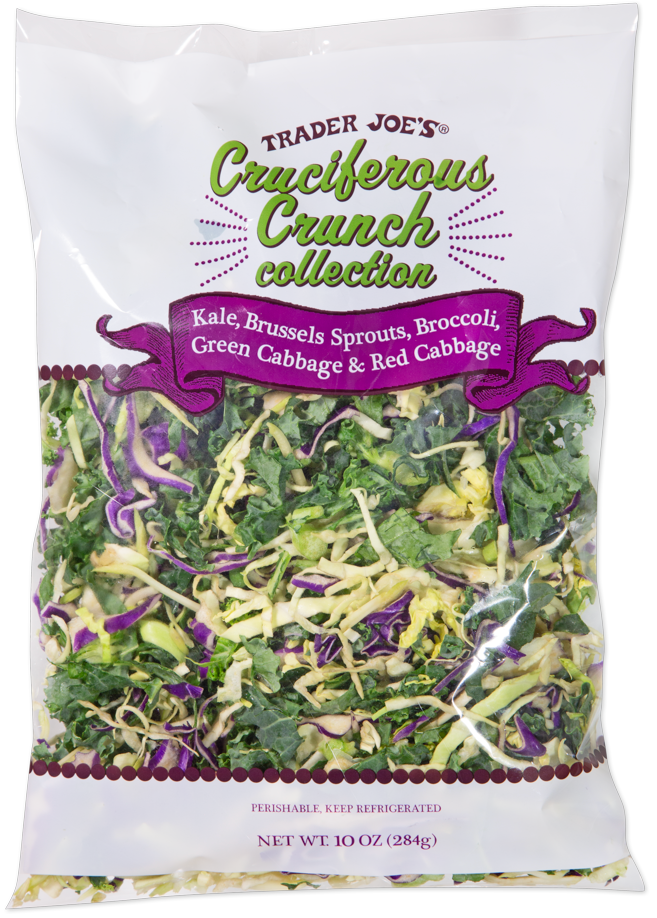 TRADER JOE'S®
Cruciferous
Crunch
collection
Kale, Brussels Sprouts, Broccoli,
Green Cabbage & Red Cabbage
PERISHABLE, KEEP REFRIGERATED
NET WT. 10 OZ (284g)